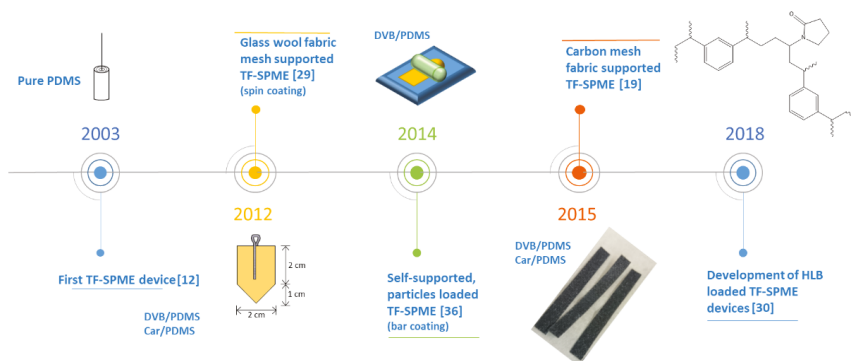 Pure PDMS
2003
First TF-SPME device[12]
Glass wool fabric
mesh supported
TF-SPME [29]
(spin coating)
2012
DVB/PDMS
Car/PDMS
2 cm
1 cm
2 cm
DVB/PDMS
2014
Self-supported,
particles loaded
TF-SPME [36]
(bar coating)
Carbon mesh
fabric supported
TF-SPME [19]
2015
DVB/PDMS
Car/PDMS
O
N
2018
Development of HLB
loaded TF-SPME
devices [30]